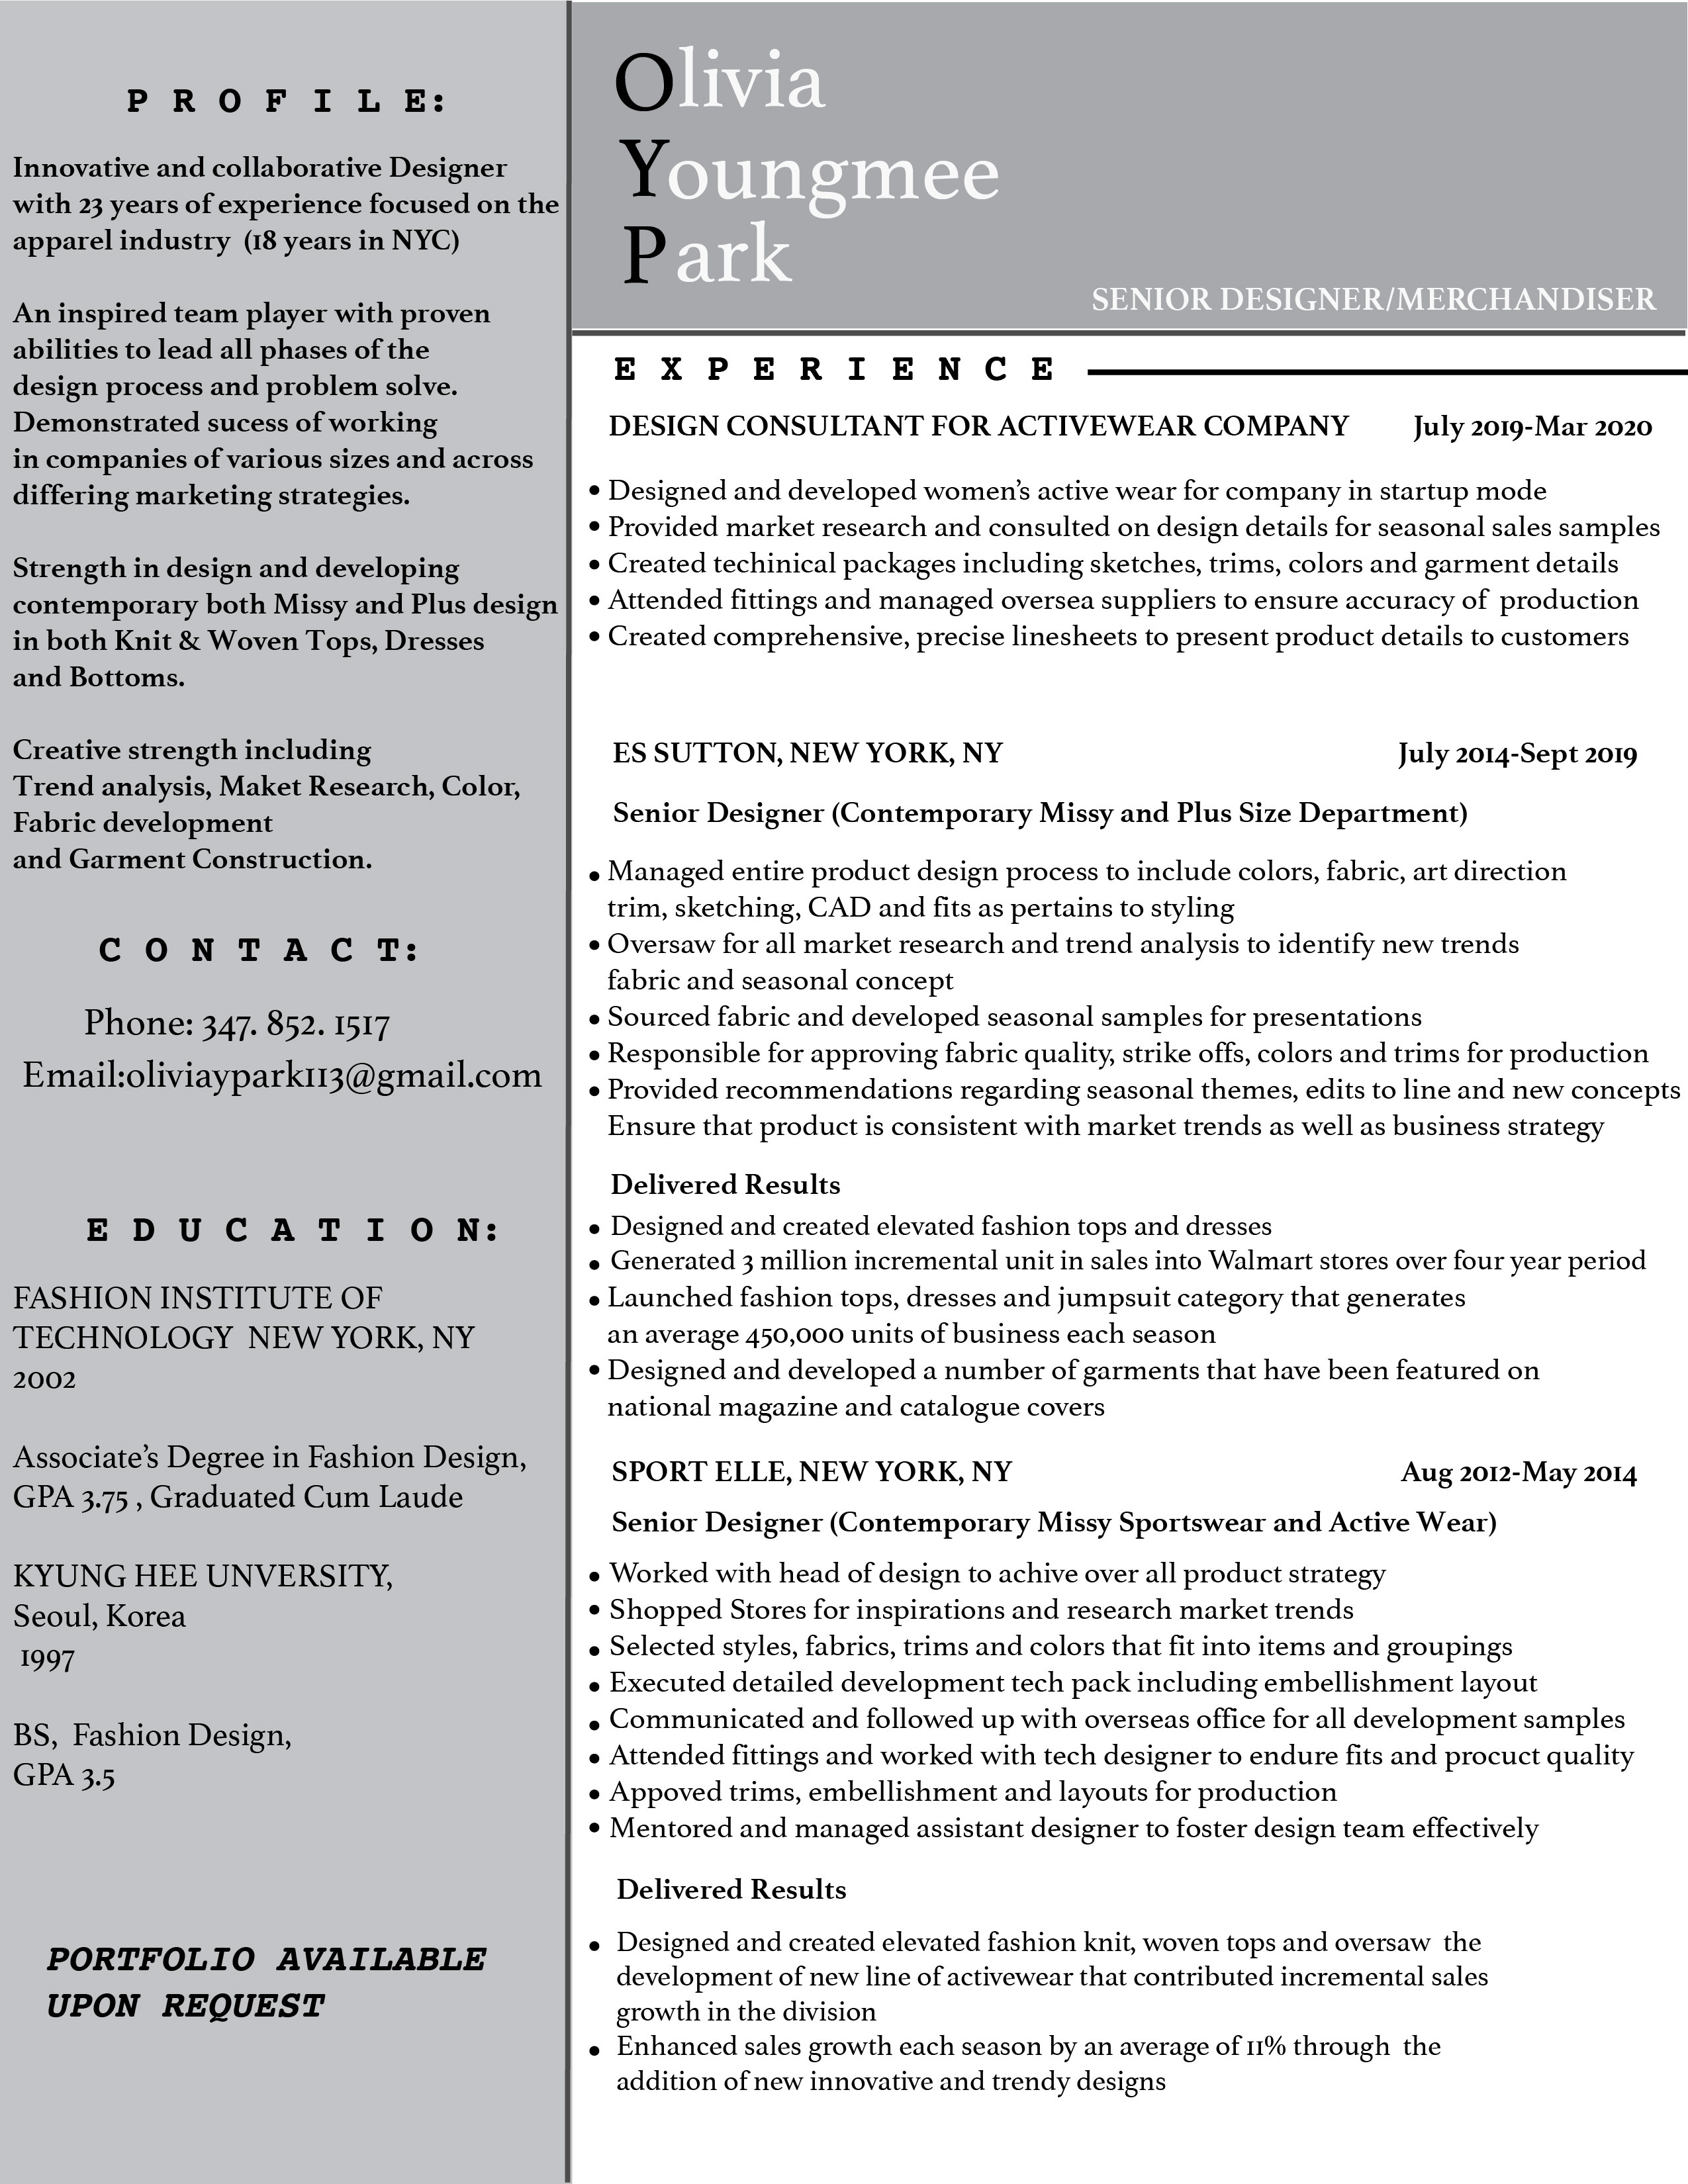 P R O F I L E:
Innovative and collaborative Designer
with 23 years of experience focused on the
apparel industry  (18 years in NYC)
An inspired team player with proven
abilities to lead all phases of the
design process and problem solve.
Demonstrated sucess of working
in companies of various sizes and across
differing marketing strategies.
Strength in design and developing
contemporary both Missy and Plus design
in both Knit & Woven Tops, Dresses
and Bottoms.
Creative strength including
Trend analysis, Maket Research, Color,
Fabric development
and Garment Construction.
C O N T A C T:
Phone: 347. 852. 1517
Email:oliviaypark113@gmail.com
E D U C A T I O N:
FASHION INSTITUTE OF
TECHNOLOGY  NEW YORK, NY
2002
Associate's Degree in Fashion Design,
GPA 3.75 , Graduated Cum Laude
KYUNG HEE UNVERSITY,
Seoul, Korea
1997
BS,  Fashion Design,
GPA 3.5
PORTFOLIO AVAILABLE
UPON REQUEST
Olivia
Youngmee
Park
SENIOR DESIGNER/MERCHANDISER
E X P E R I E N C E
DESIGN CONSULTANT FOR ACTIVEWEAR COMPANY July 2019-Mar 2020
• Designed and developed women's active wear for company in startup mode
• Provided market research and consulted on design details for seasonal sales samples
• Created techinical packages including sketches, trims, colors and garment details
• Attended fittings and managed oversea suppliers to ensure accuracy of  production
• Created comprehensive, precise linesheets to present product details to customers
ES SUTTON, NEW YORK, NY July 2014-Sept 2019
Senior Designer (Contemporary Missy and Plus Size Department)
• Managed entire product design process to include colors, fabric, art direction
trim, sketching, CAD and fits as pertains to styling
• Oversaw for all market research and trend analysis to identify new trends
fabric and seasonal concept
• Sourced fabric and developed seasonal samples for presentations
• Responsible for approving fabric quality, strike offs, colors and trims for production
• Provided recommendations regarding seasonal themes, edits to line and new concepts
Ensure that product is consistent with market trends as well as business strategy
Delivered Results
• Designed and created elevated fashion tops and dresses
• Generated 3 million incremental unit in sales into Walmart stores over four year period
• Launched fashion tops, dresses and jumpsuit category that generates
an average 450,000 units of business each season
• Designed and developed a number of garments that have been featured on
national magazine and catalogue covers
SPORT ELLE, NEW YORK, NY Aug 2012-May 2014
Senior Designer (Contemporary Missy Sportswear and Active Wear)
• Worked with head of design to achive over all product strategy
• Shopped Stores for inspirations and research market trends
• Selected styles, fabrics, trims and colors that fit into items and groupings
• Executed detailed development tech pack including embellishment layout
• Communicated and followed up with overseas office for all development samples
• Attended fittings and worked with tech designer to endure fits and procuct quality
• Appoved trims, embellishment and layouts for production
• Mentored and managed assistant designer to foster design team effectively
Delivered Results
• Designed and created elevated fashion knit, woven tops and oversaw  the
development of new line of activewear that contributed incremental sales
growth in the division
• Enhanced sales growth each season by an average of 11% through  the
addition of new innovative and trendy designs